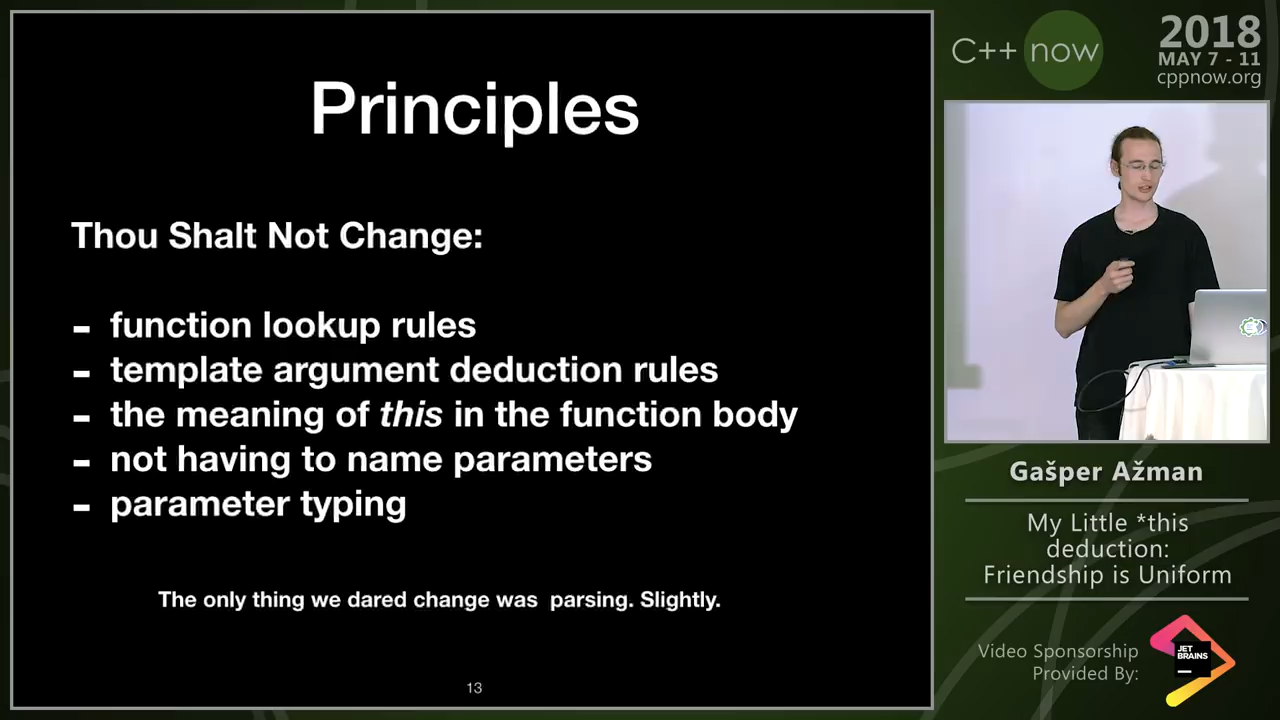 Principles
Thou Shalt Not Change:
- function lookup rules
- template argument deduction rules
- the meaning of this in the function body
- not having to name parameters
- parameter typing
The only thing we dared change was  parsing. Slightly.
13
C++ now
2018
MAY 7 - 11
cppnow.org
Gašper Ažman
My Little *this
deduction:
Friendship is Uniform
Video Sponsorship
Provided By:
JET
BRAINS